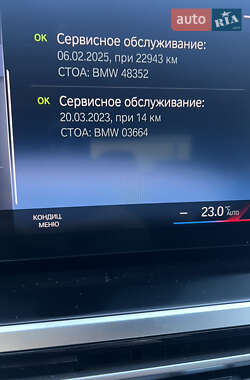 auto RIA
.com
OK Сервисное обслуживание:
06.02.2025, при 22943 км
СТОА: BMW 48352
OK Сервисное обслуживание:
20.03.2023, при 14 км
СТОА: BMW 03664
КОНДИЦ.
МЕНЮ
– 23.0 °C AUTO